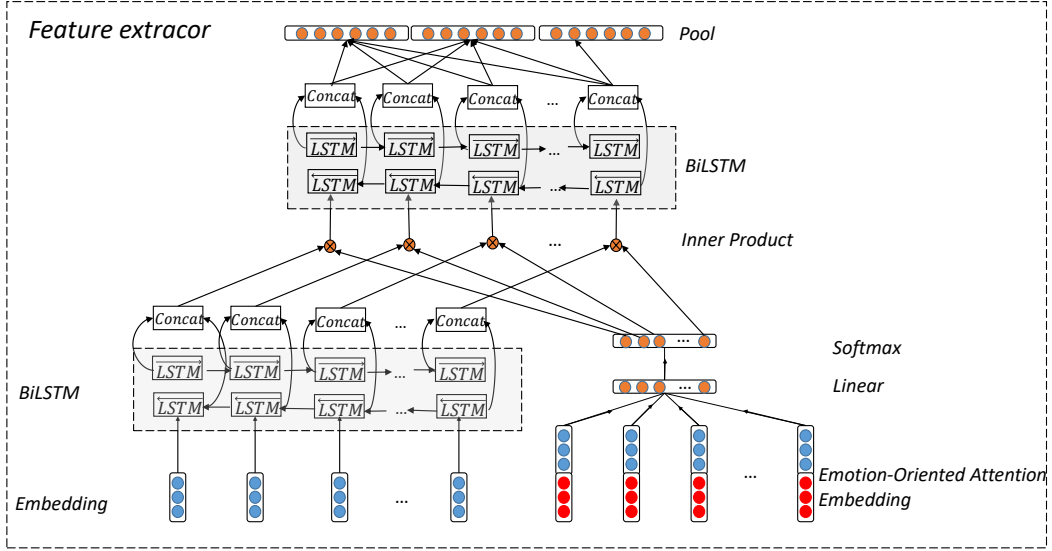 Feature extracor
Pool
Concat Concat Concat ... Concat
LSTM LSTM LSTM ... LSTM
BiLSTM
LSTM LSTM LSTM ... LSTM
... Inner Product
Concat Concat Concat ... Concat
... Softmax
LSTM LSTM LSTM ... LSTM
... Linear
BiLSTM
LSTM LSTM LSTM ... LSTM
Embedding ...
... Emotion-Oriented Attention
Embedding